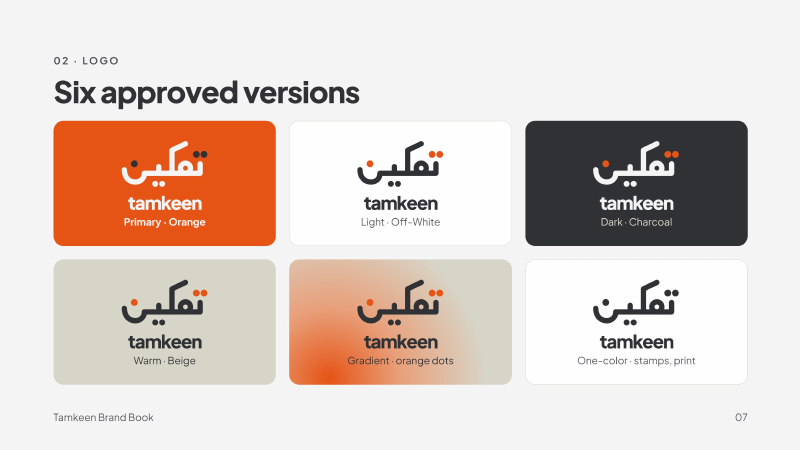 02 · LOGO
Six approved versions
تمكين
tamkeen
Primary · Orange
تمكين
tamkeen
Light · Off-White
تمكين
tamkeen
Dark · Charcoal
تمكين
tamkeen
Warm · Beige
تمكين
tamkeen
Gradient · orange dots
تمكين
tamkeen
One-color · stamps, print
Tamkeen Brand Book
07